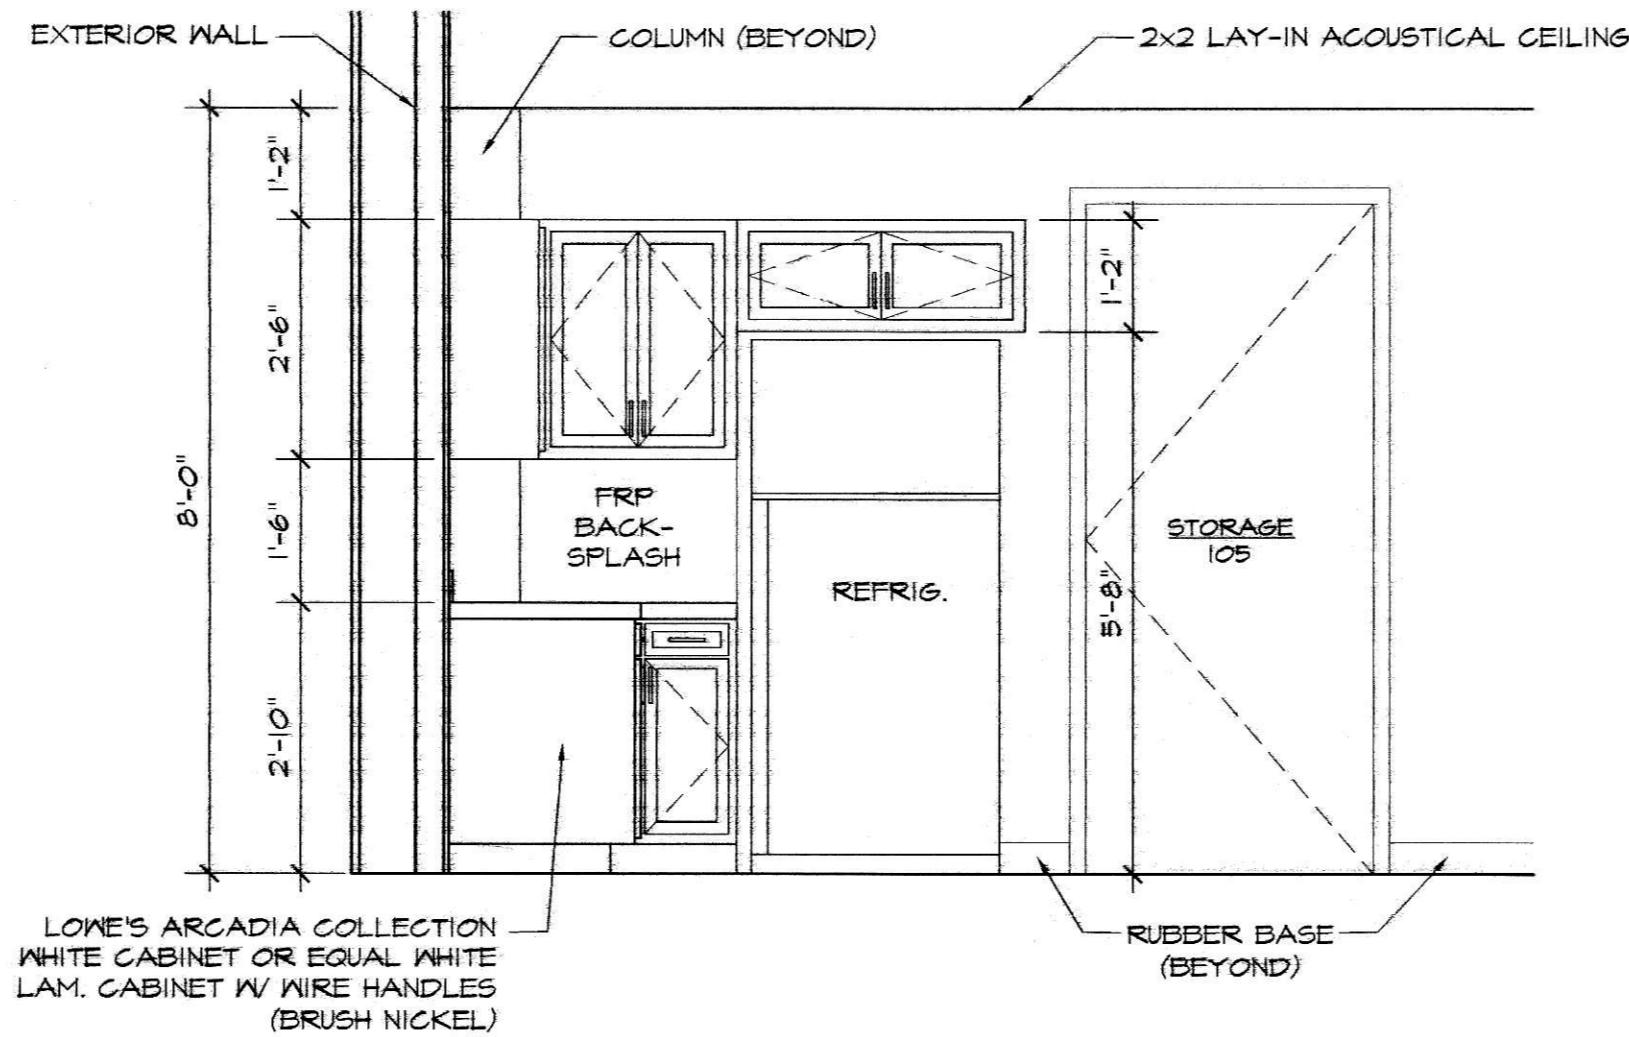 EXTERIOR WALL
COLUMN (BEYOND)
2x2 LAY-IN ACOUSTICAL CEILING
1'-2"
2'-6"
8'-0"
1'-6"
2'-10"
1'-2"
5'-8"
FRP
BACK-
SPLASH
REFRIG.
STORAGE
105
LOWE'S ARCADIA COLLECTION
WHITE CABINET OR EQUAL WHITE
LAM. CABINET W/ WIRE HANDLES
(BRUSH NICKEL)
RUBBER BASE
(BEYOND)